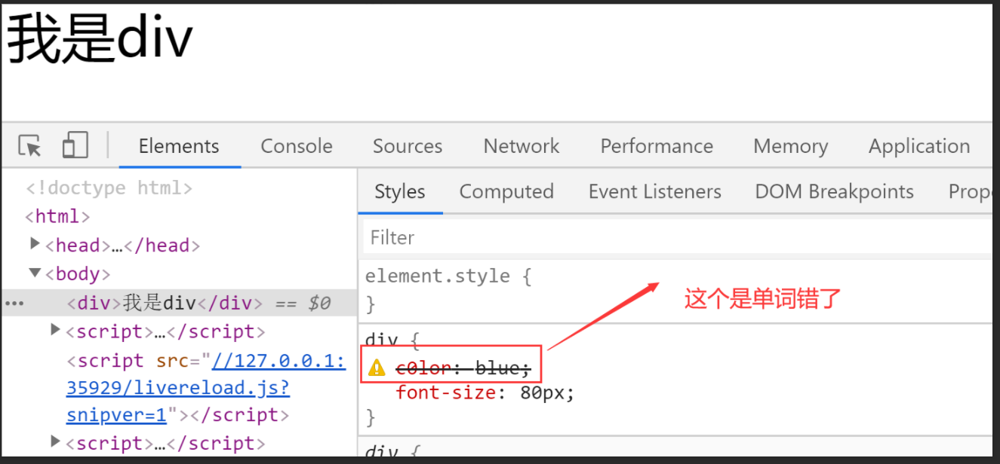 我是div
Elements Console Sources Network Performance Memory Application
<!doctype html>
<html>
<head>…</head>
<body>
<div>我是div</div> == $0
<script>…</script>
<script src="//127.0.0.1:
35929/livereload.js?
snipver=1"></script>
<script>…</script>
Styles Computed Event Listeners DOM Breakpoints Prop
Filter
element.style {
}
这个是单词错了
div {
c0lor: blue;
font-size: 80px;
}
div {